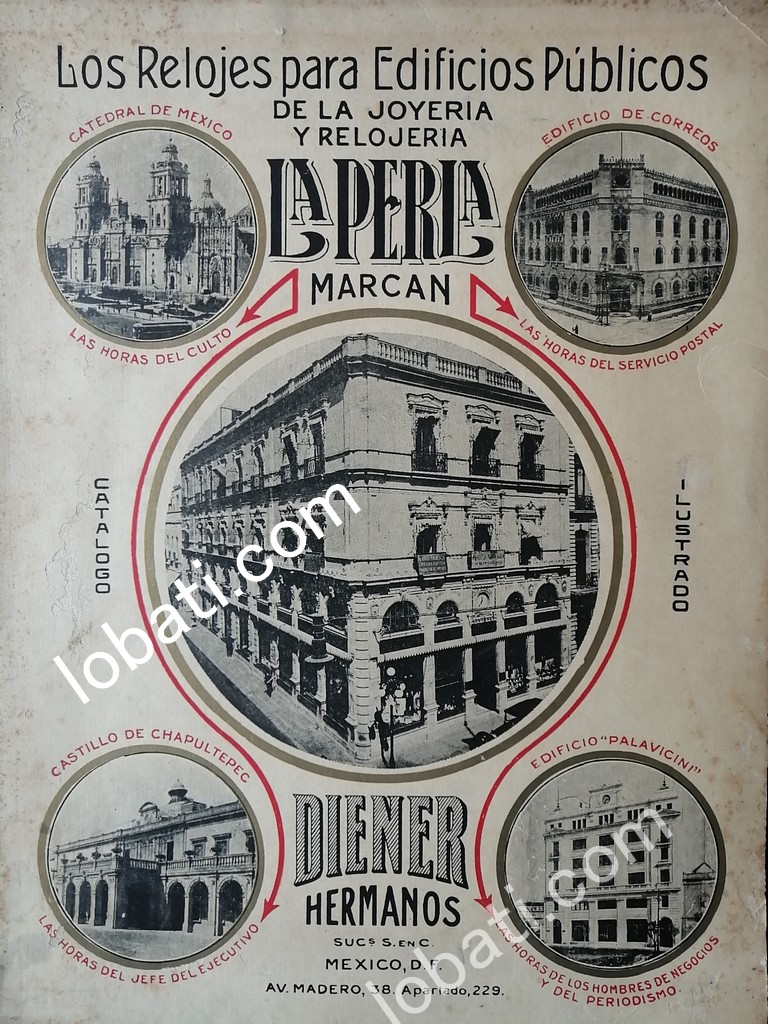 Los Relojes para Edificios Públicos
DE LA JOYERIA
Y RELOJERIA
LA PERLA
MARCAN
CATEDRAL DE MEXICO
LAS HORAS DEL CULTO
EDIFICIO DE CORREOS
LAS HORAS DEL SERVICIO POSTAL
CATALOGO
ILUSTRADO
lobati.com
CASTILLO DE CHAPULTEPEC
LAS HORAS DEL JEFE DEL EJECUTIVO
EDIFICIO "PALAVICINI"
LAS HORAS DE LOS HOMBRES DE NEGOCIOS
Y DEL PERIODISMO.
lobati.com
DIENER
HERMANOS
SUCS S. EN C.
MEXICO, D.F.
AV. MADERO, 38. Apartado, 229.